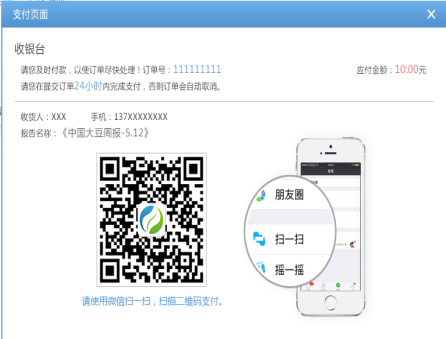 支付页面
收银台
请您及时付款，以便订单尽快处理！订单号：111111111 应付金额：10:00元
请您在提交订单24小时内完成支付，否则订单会自动取消。
收货人：XXX 手机：137XXXXXXXX
报告名称：《中国大豆周报-5.12》
朋友圈
扫一扫
摇一摇
请使用微信扫一扫，扫描二维码支付。